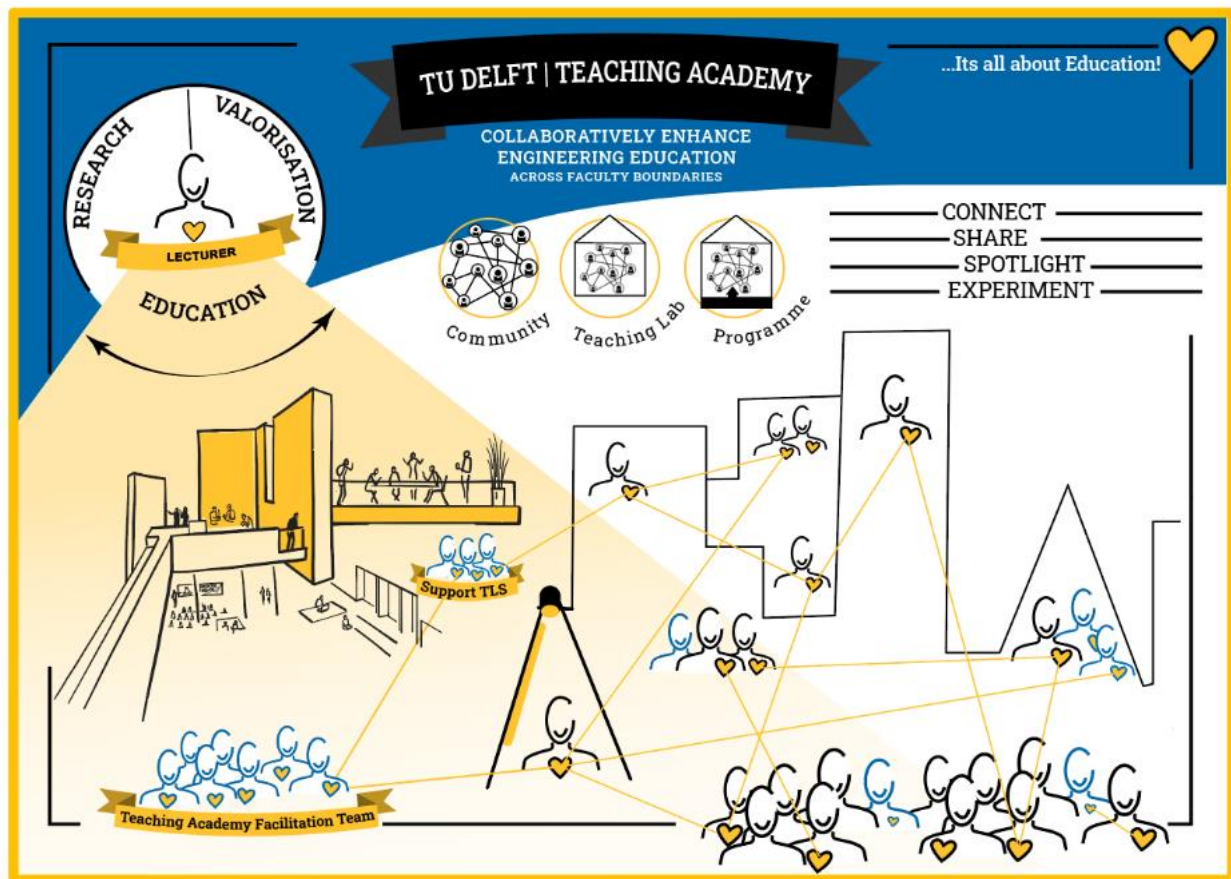 TU DELFT | TEACHING ACADEMY
...Its all about Education!
COLLABORATIVELY ENHANCE
ENGINEERING EDUCATION
ACROSS FACULTY BOUNDARIES
RESEARCH
VALORISATION
LECTURER
EDUCATION
Community
Teaching Lab
Programme
CONNECT
SHARE
SPOTLIGHT
EXPERIMENT
Support TLS
Teaching Academy Facilitation Team